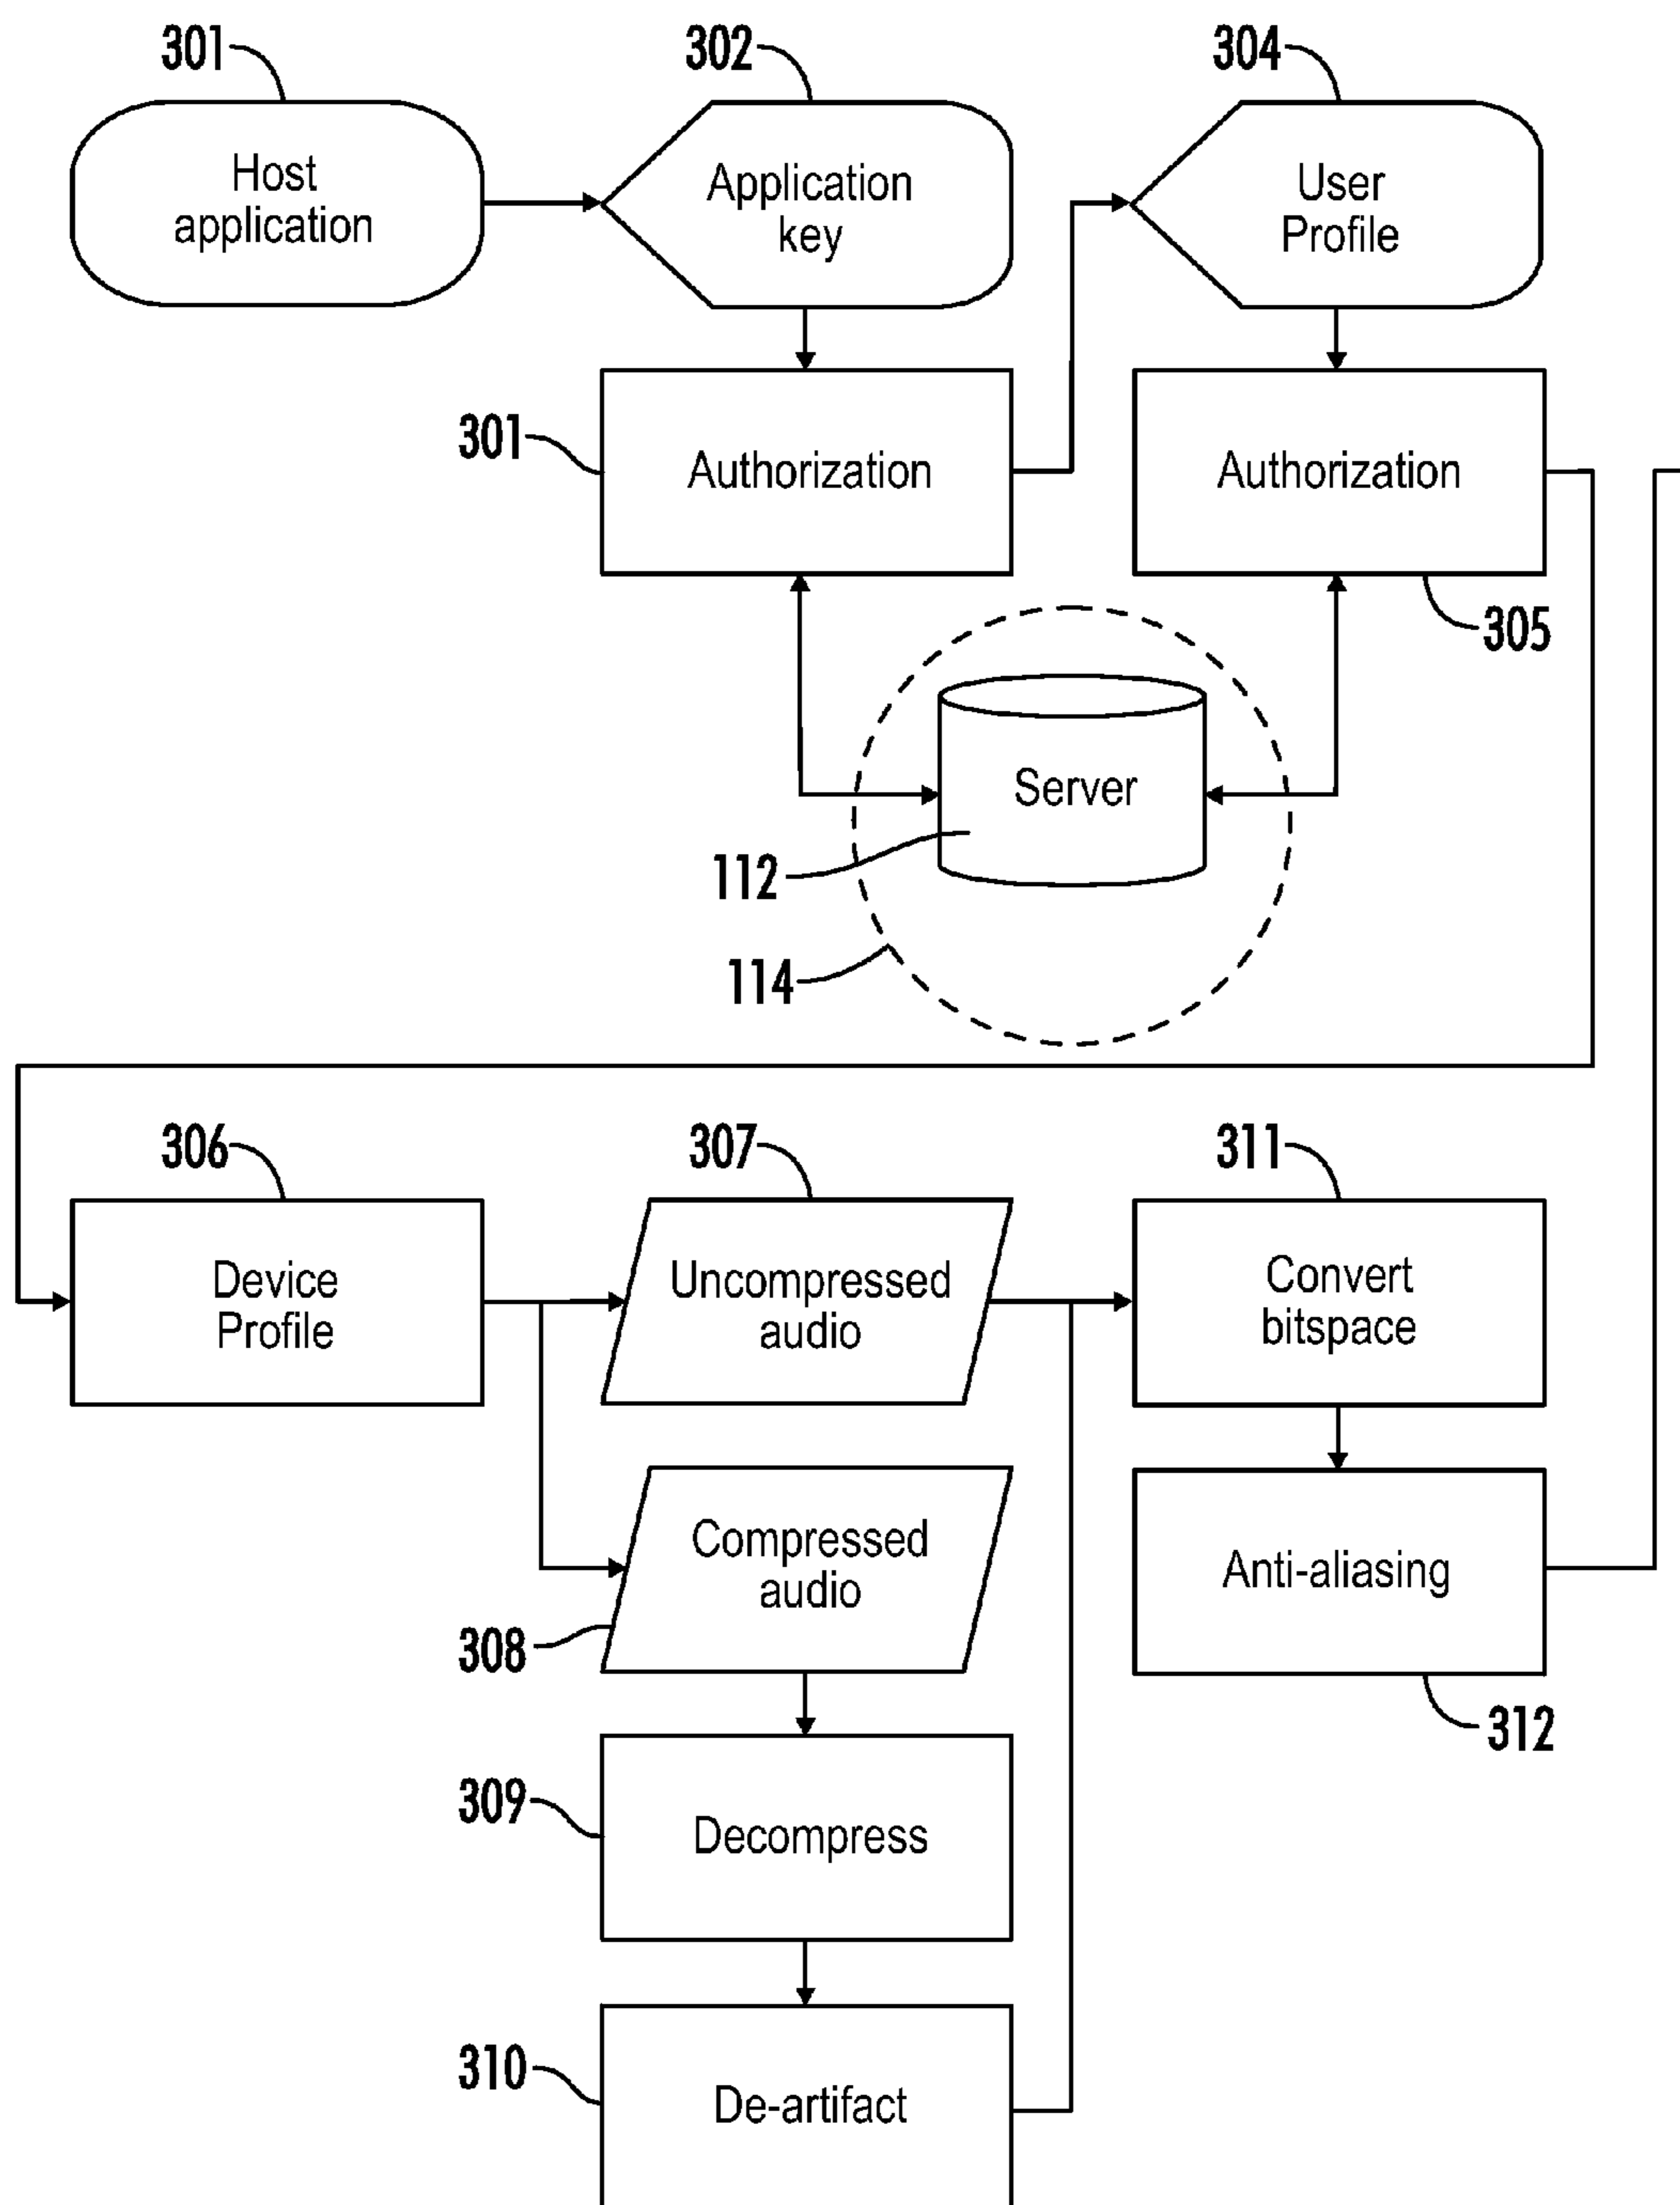 301
302
304
Host
application
Application
key
User
Profile
301
Authorization
Authorization
305
Server
112
114
306
307
311
Device
Profile
Uncompressed
audio
Convert
bitspace
Compressed
audio
Anti-aliasing
308
312
309
Decompress
310
De-artifact